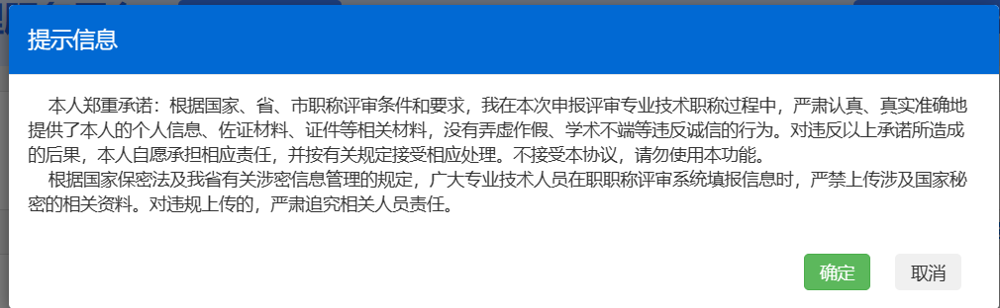 提示信息
本人郑重承诺：根据国家、省、市职称评审条件和要求，我在本次申报评审专业技术职称过程中，严肃认真、真实准确地
提供了本人的个人信息、佐证材料、证件等相关材料，没有弄虚作假、学术不端等违反诚信的行为。对违反以上承诺所造成
的后果，本人自愿承担相应责任，并按有关规定接受相应处理。不接受本协议，请勿使用本功能。
根据国家保密法及我省有关涉密信息管理的规定，广大专业技术人员在职职称评审系统填报信息时，严禁上传涉及国家秘
密的相关资料。对违规上传的，严肃追究相关人员责任。
确定
取消